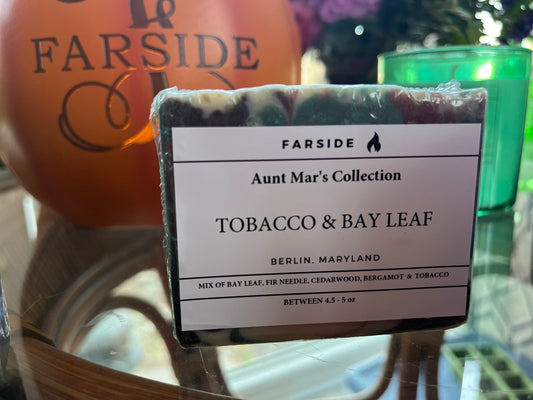 FARSIDE
FARSIDE
Aunt Mar's Collection
TOBACCO & BAY LEAF
BERLIN, MARYLAND
MIX OF BAY LEAF, FIR NEEDLE, CEDARWOOD, BERGAMOT & TOBACCO
BETWEEN 4.5 - 5 oz